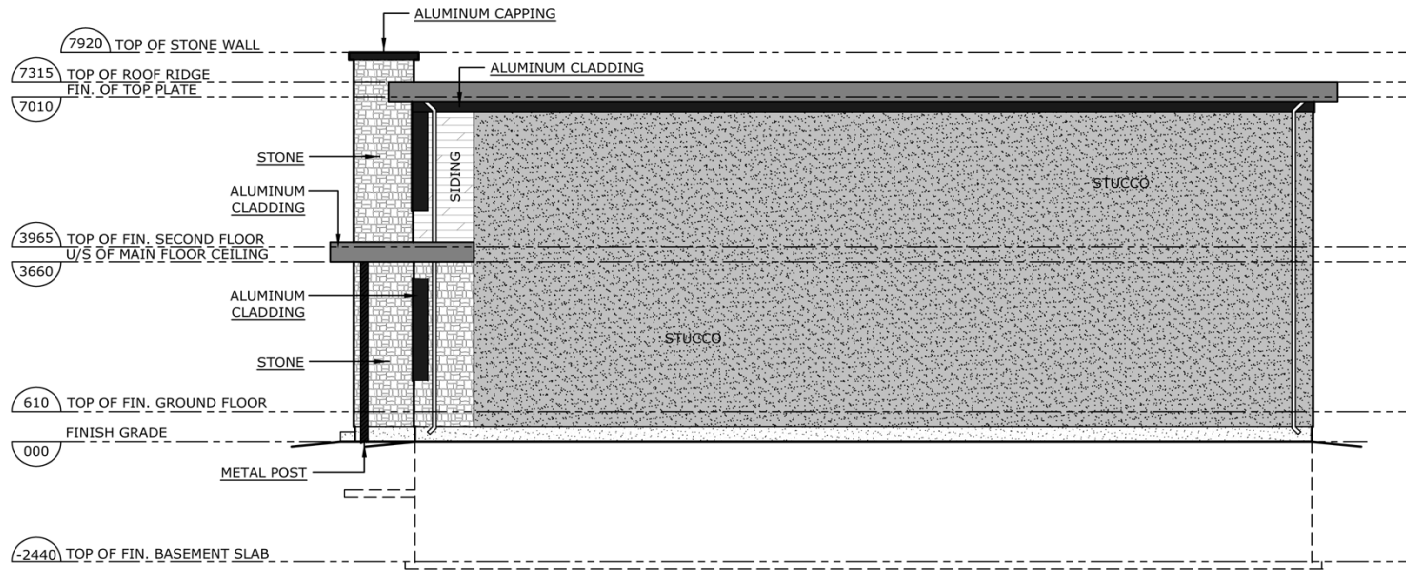 ALUMINUM CAPPING
7920 TOP OF STONE WALL
7315 TOP OF ROOF RIDGE
ALUMINUM CLADDING
FIN. OF TOP PLATE
7010
STONE
SIDING
STUCCO
ALUMINUM
CLADDING
3965 TOP OF FIN. SECOND FLOOR
U/S OF MAIN FLOOR CEILING
3660
ALUMINUM
CLADDING
STUCCO
STONE
610 TOP OF FIN. GROUND FLOOR
FINISH GRADE
000
METAL POST
-2440 TOP OF FIN. BASEMENT SLAB